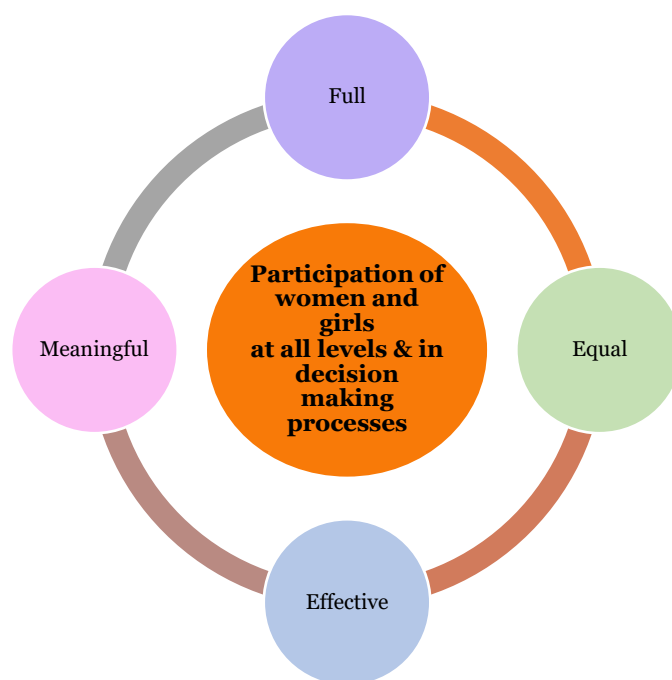 Full
Participation of
women and
girls
at all levels & in
decision
making
processes
Meaningful
Equal
Effective